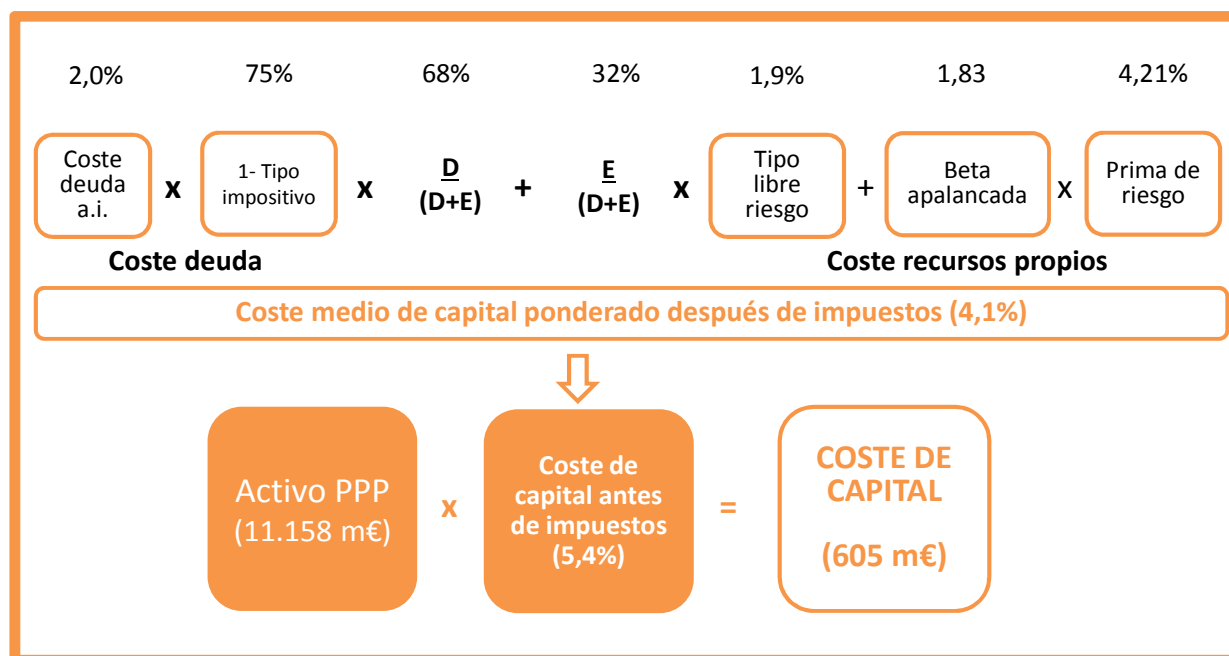 2,0% 75% 68% 32% 1,9% 1,83 4,21%
Coste
deuda
a.i.
x
1- Tipo
impositivo
x
D
(D+E)
+
E
(D+E)
x
Tipo
libre
riesgo
+
Beta
apalancada
X
Prima de
riesgo
Coste deuda
Coste recursos propios
Coste medio de capital ponderado después de impuestos (4,1%)
Activo PPP
(11.158 m€)
x
Coste de
capital antes
de impuestos
(5,4%)
=
COSTE DE
CAPITAL
(605 m€)